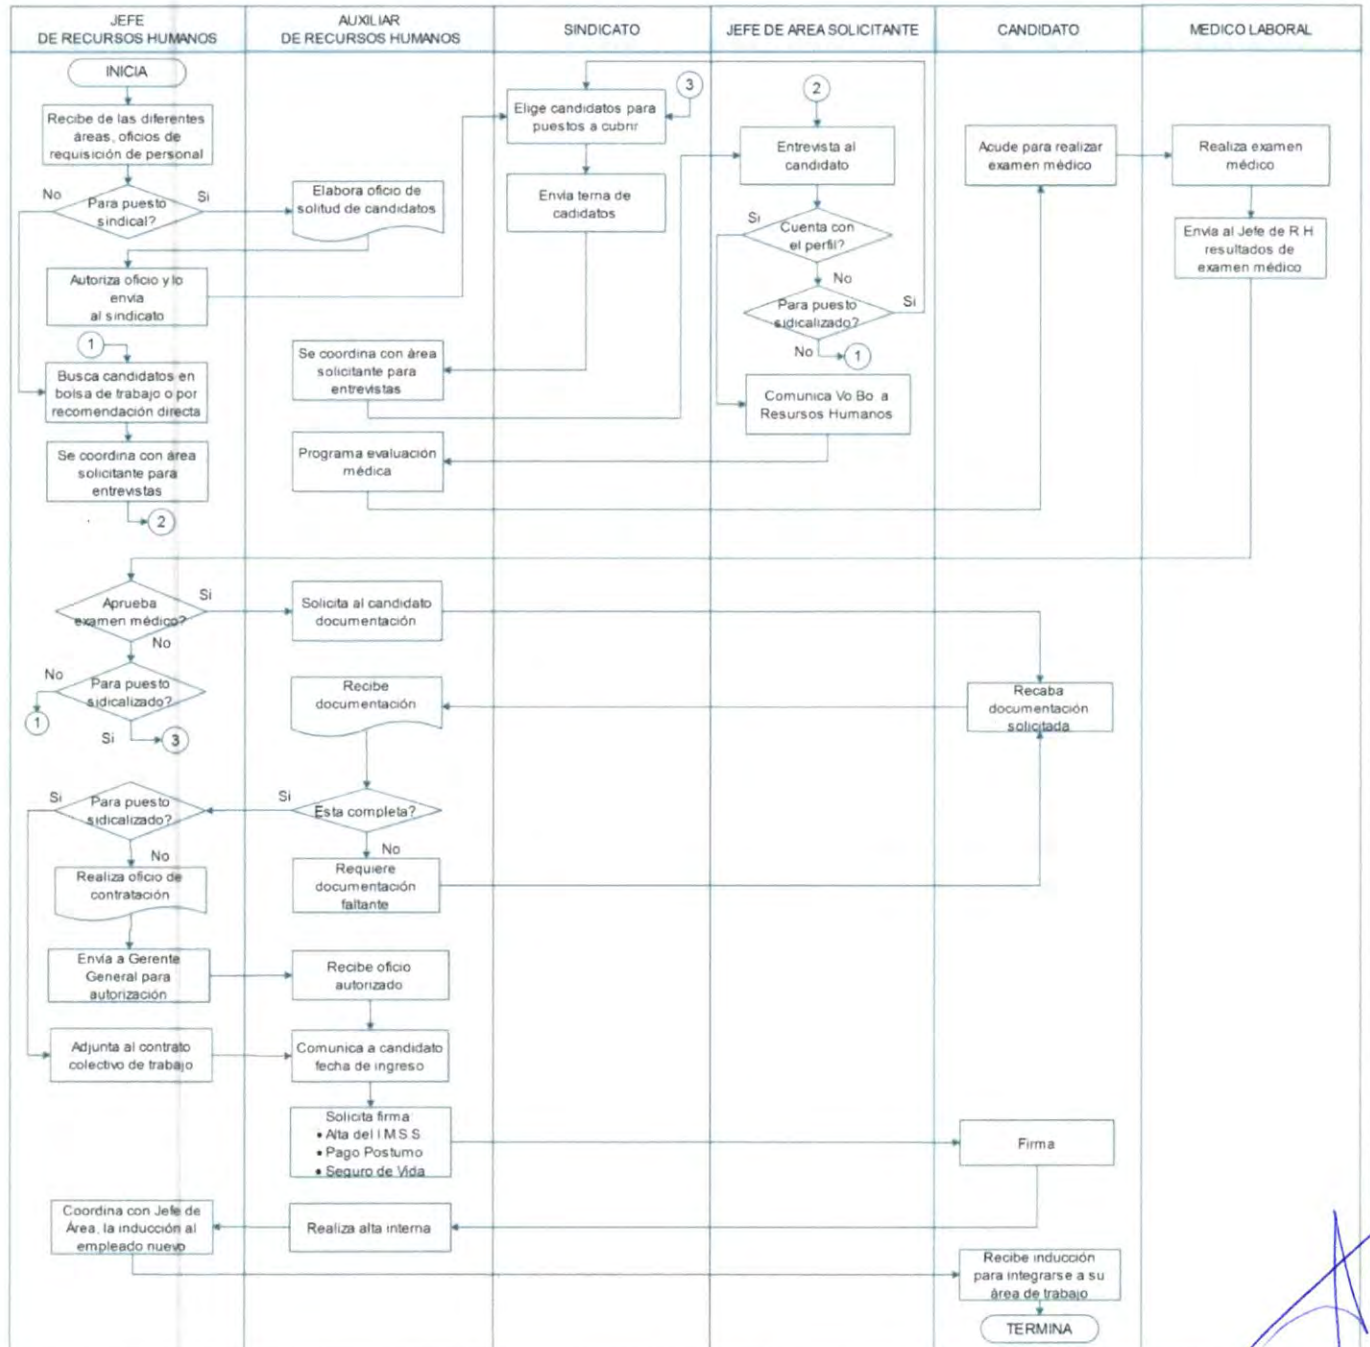 JEFE
DE RECURSOS HUMANOS
AUXILIAR
DE RECURSOS HUMANOS
SINDICATO
JEFE DE AREA SOLICITANTE
CANDIDATO
MEDICO LABORAL
INICIA
Recibe de las diferentes
áreas, oficios de
requisición de personal
No
Para puesto
sindical?
Si
Elabora oficio de
solitud de candidatos
Autoriza oficio y lo
envía
al sindicato
1
Busca candidatos en
bolsa de trabajo o por
recomendación directa
Se coordina con área
solicitante para
entrevistas
2
Se coordina con área
solicitante para
entrevistas
Programa evaluación
médica
3
Elige candidatos para
puestos a cubrir
Envía terna de
cadidatos
2
Entrevista al
candidato
Si
Cuenta con
el perfil?
No
Para puesto
sidicalizado?
Si
No
1
Comunica Vo Bo a
Resursos Humanos
Acude para realizar
examen médico
Realiza examen
médico
Envía al Jefe de R H
resultados de
examen médico
Aprueba
examen médico?
Si
No
Solicita al candidato
documentación
No
Para puesto
sidicalizado?
1
Si
3
Recibe
documentación
Recaba
documentación
solicitada
Si
Para puesto
sidicalizado?
Si
Esta completa?
No
No
Realiza oficio de
contratación
Requiere
documentación
faltante
Envía a Gerente
General para
autorización
Recibe oficio
autorizado
Adjunta al contrato
colectivo de trabajo
Comunica a candidato
fecha de ingreso
Solicita firma:
• Alta del I M S S
• Pago Postumo
• Seguro de Vida
Firma
Coordina con Jefe de
Área, la inducción al
empleado nuevo
Realiza alta interna
Recibe inducción
para integrarse a su
área de trabajo
TERMINA